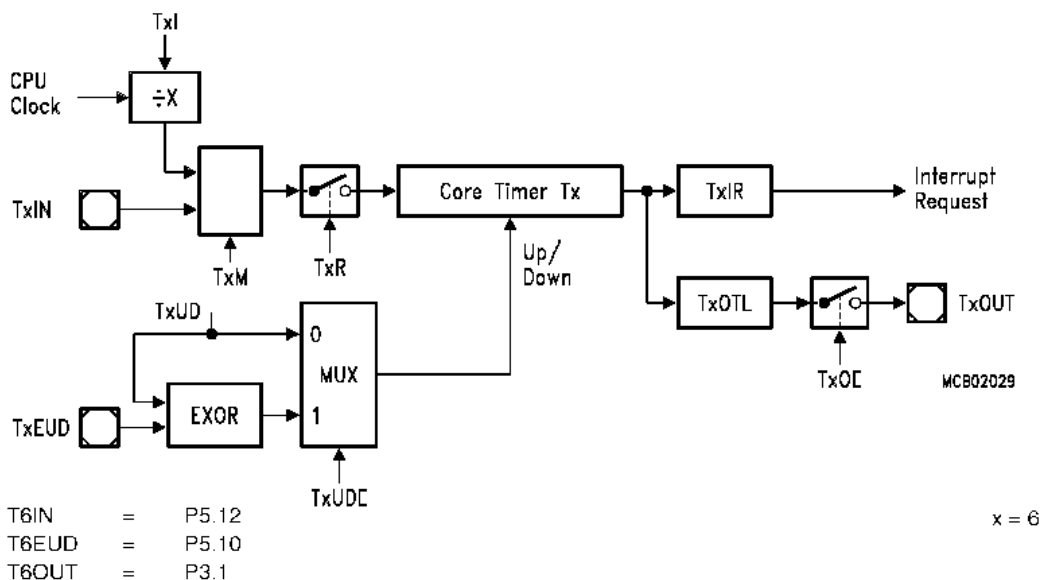 TxI
CPU
Clock
÷X
TxIN
TxM
TxR
Core Timer Tx
Up/
Down
TxIR
Interrupt
Request
TxOTL
TxOUT
TxOE
MCB02029
TxUD
0
MUX
1
EXOR
TxEUD
TxUDE
T6IN = P5.12
x = 6
T6EUD = P5.10
T6OUT = P3.1